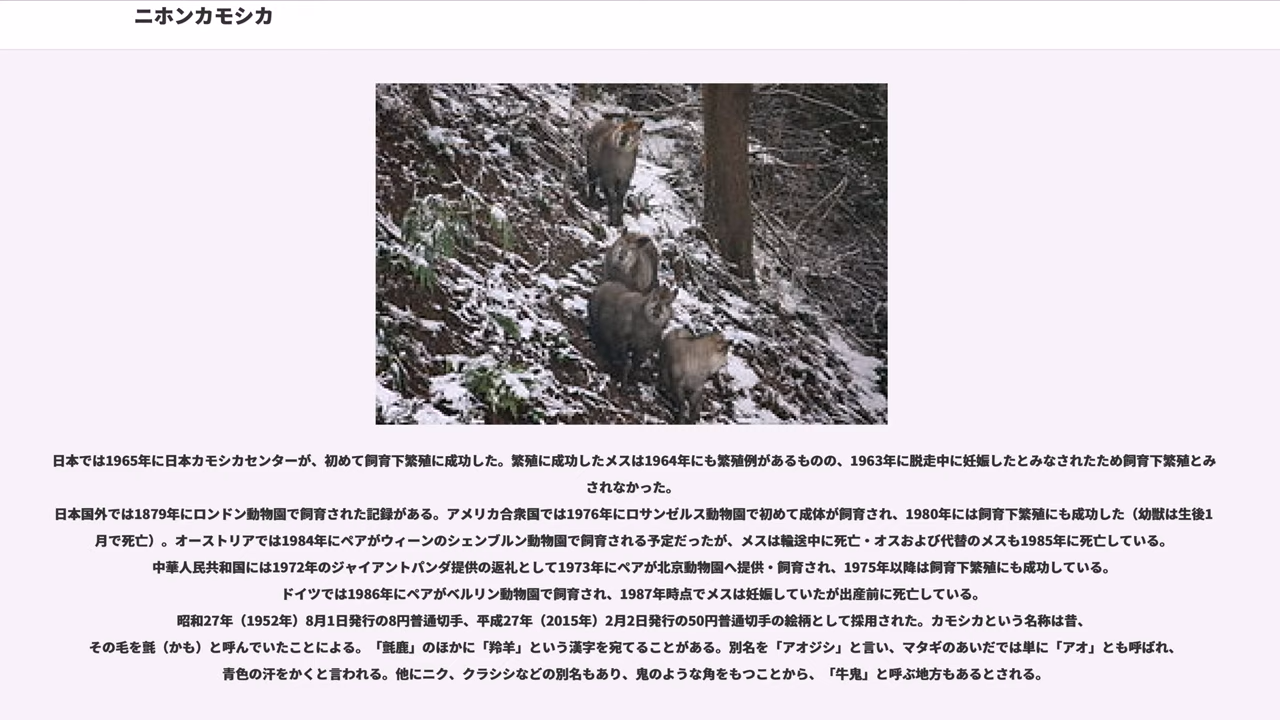 ニホンカモシカ
日本では1965年に日本カモシカセンターが、初めて飼育下繁殖に成功した。繁殖に成功したメスは1964年にも繁殖例があるものの、1963年に脱走中に妊娠したとみなされたため飼育下繁殖とみ
されなかった。
日本国外では1879年にロンドン動物園で飼育された記録がある。アメリカ合衆国では1976年にロサンゼルス動物園で初めて成体が飼育され、1980年には飼育下繁殖にも成功した（幼獣は生後1
月で死亡）。オーストリアでは1984年にペアがウィーンのシェンブルン動物園で飼育される予定だったが、メスは輸送中に死亡・オスおよび代替のメスも1985年に死亡している。
中華人民共和国には1972年のジャイアントパンダ提供の返礼として1973年にペアが北京動物園へ提供・飼育され、1975年以降は飼育下繁殖にも成功している。
ドイツでは1986年にペアがベルリン動物園で飼育され、1987年時点でメスは妊娠していたが出産前に死亡している。
昭和27年（1952年）8月1日発行の8円普通切手、平成27年（2015年）2月2日発行の50円普通切手の絵柄として採用された。カモシカという名称は昔、
その毛を氈（かも）と呼んでいたことによる。「氈鹿」のほかに「羚羊」という漢字を宛てることがある。別名を「アオジシ」と言い、マタギのあいだでは単に「アオ」とも呼ばれ、
青色の汗をかくと言われる。他にニク、クラシシなどの別名もあり、鬼のような角をもつことから、「牛鬼」と呼ぶ地方もあるとされる。